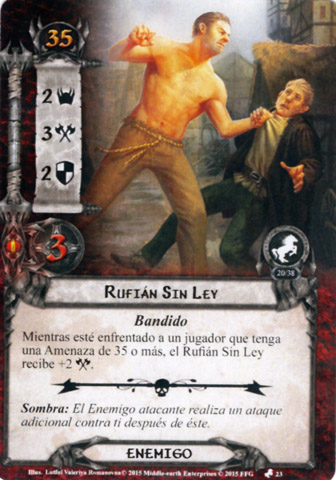 35
2
3
2
3
20/38
Rufián Sin Ley
Bandido
Mientras esté enfrentado a un jugador que tenga
una Amenaza de 35 o más, el Rufián Sin Ley
recibe +2 .
Sombra: El Enemigo atacante realiza un ataque
adicional contra ti después de éste.
ENEMIGO
Illus. Lotlol Valeriya Romanovna © 2015 Middle-earth Enterprises © 2015 FFG 23